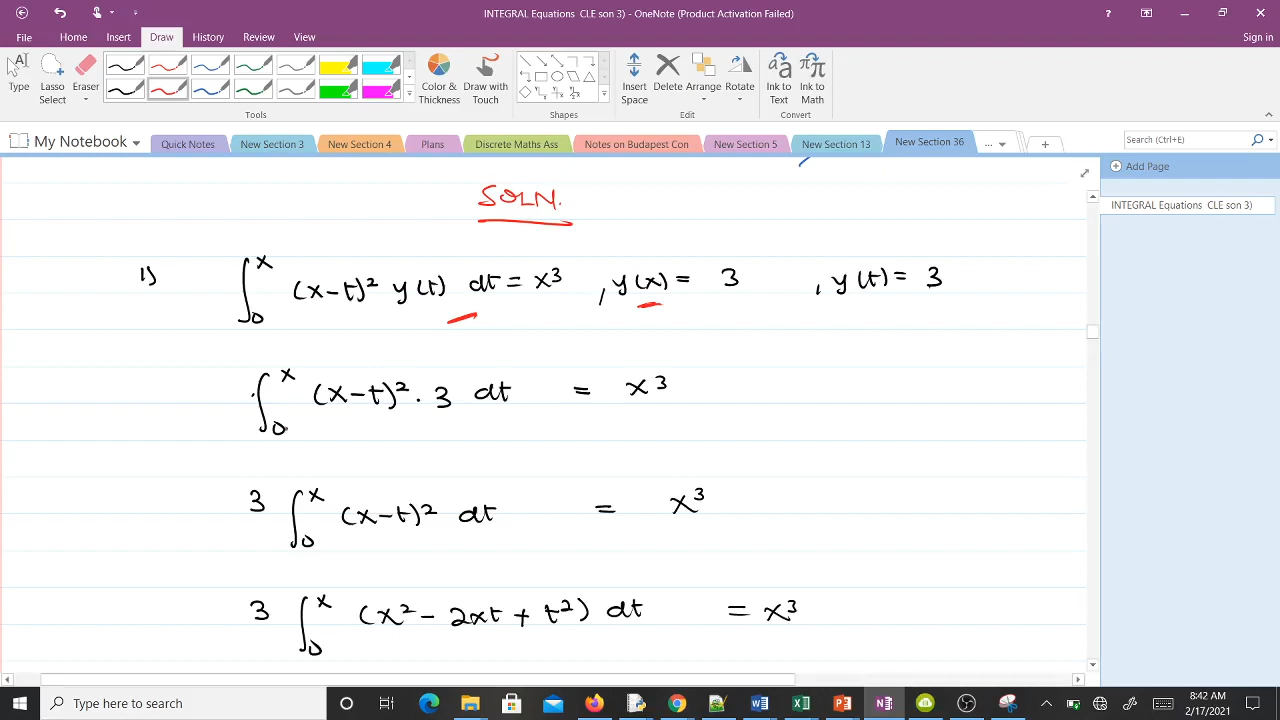 INTEGRAL Equations CLE son 3) - OneNote (Product Activation Failed)
File Home Insert Draw History Review View Sign in
Type Lasso Select Eraser Color & Thickness Draw with Touch Insert Space Delete Arrange Rotate Ink to Text Ink to Math
Tools Shapes Edit Convert
My Notebook Quick Notes New Section 3 New Section 4 Plans Discrete Maths Ass Notes on Budapest Con New Section 5 New Section 13 New Section 36 ... Search (Ctrl+E)
Add Page
INTEGRAL Equations CLE son 3)
SOLN.
1) ∫₀ˣ (x-t)² y(t) dt = x³ , y(x) = 3 , y(t) = 3
∫₀ˣ (x-t)² · 3 dt = x³
3 ∫₀ˣ (x-t)² dt = x³
3 ∫₀ˣ (x² - 2xt + t²) dt = x³
Type here to search
8:42 AM
2/17/2021